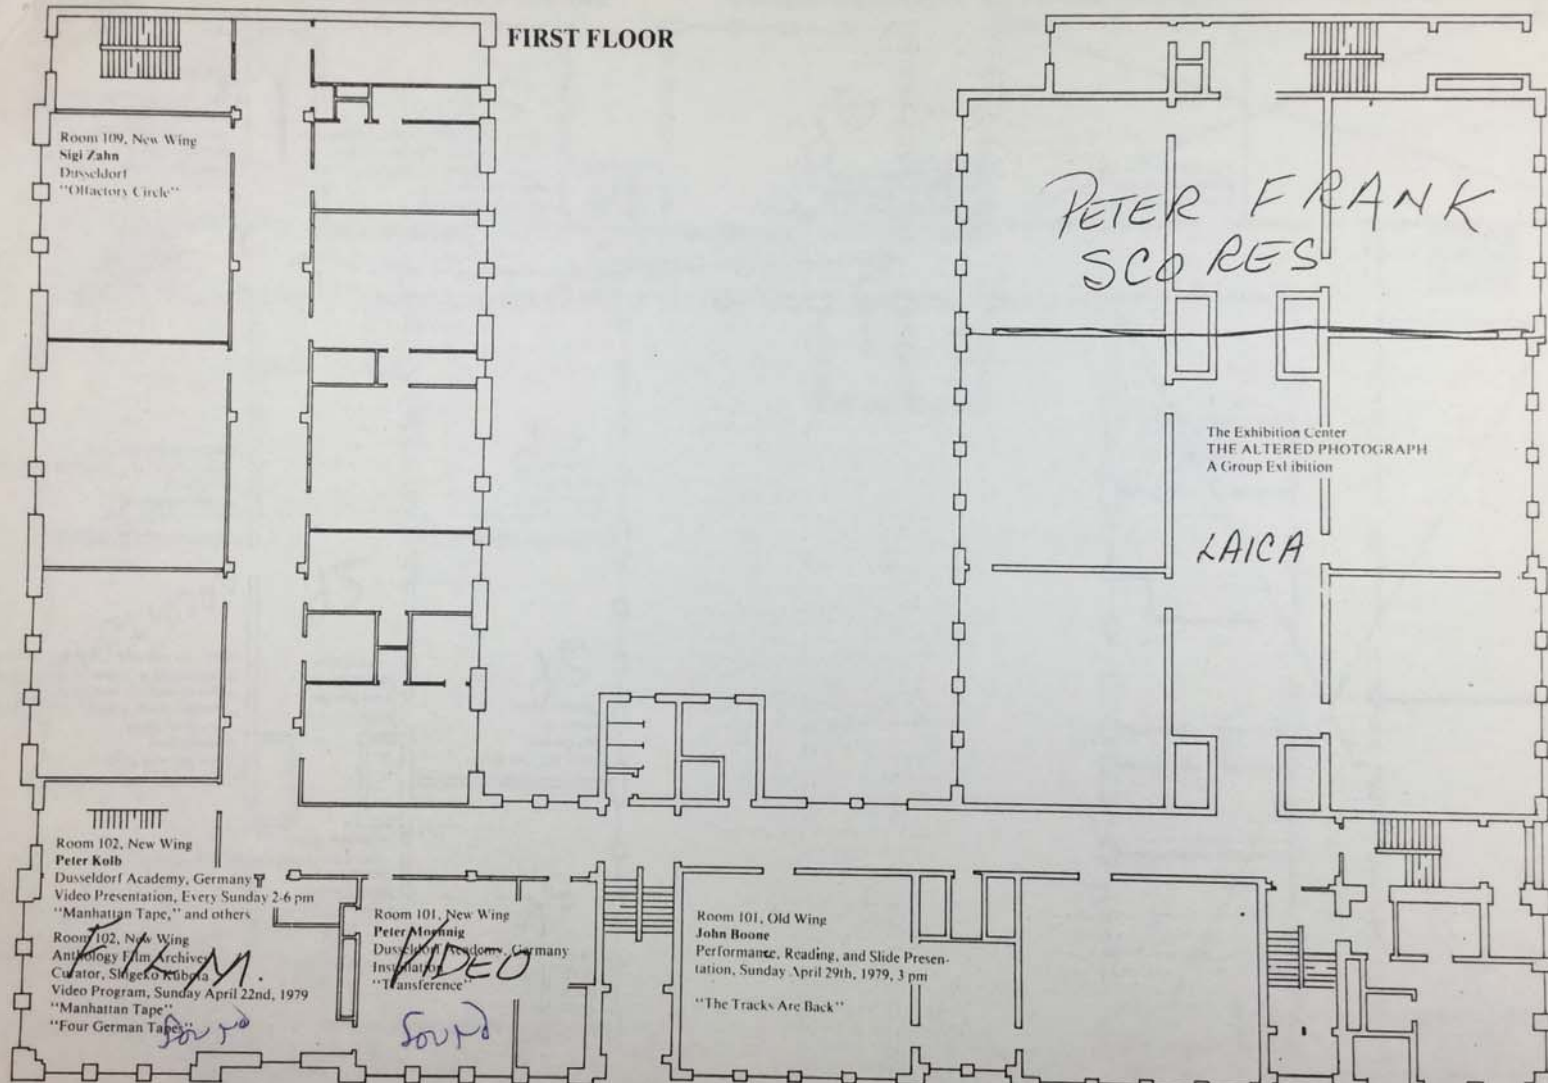 FIRST FLOOR
Room 109, New Wing
Sigi Zahn
Dusseldorf
"Olfactory Circle"
PETER FRANK
SCORES
The Exhibition Center
THE ALTERED PHOTOGRAPH
A Group Exhibition
LAICA
Room 102, New Wing
Peter Kolb
Dusseldorf Academy, Germany
Video Presentation, Every Sunday 2-6 pm
"Manhattan Tape," and others
Room 102, New Wing
Anthology Film Archives
Curator, Shigeko Kubota
Video Program, Sunday April 22nd, 1979
"Manhattan Tape"
"Four German Tapes"
FILM.
Sound
Room 101, New Wing
Peter Moennig
Dusseldorf Academy, Germany
Installation
"Transference"
VIDEO
Sound
Room 101, Old Wing
John Boone
Performance, Reading, and Slide Presen-
tation, Sunday April 29th, 1979, 3 pm
"The Tracks Are Back"